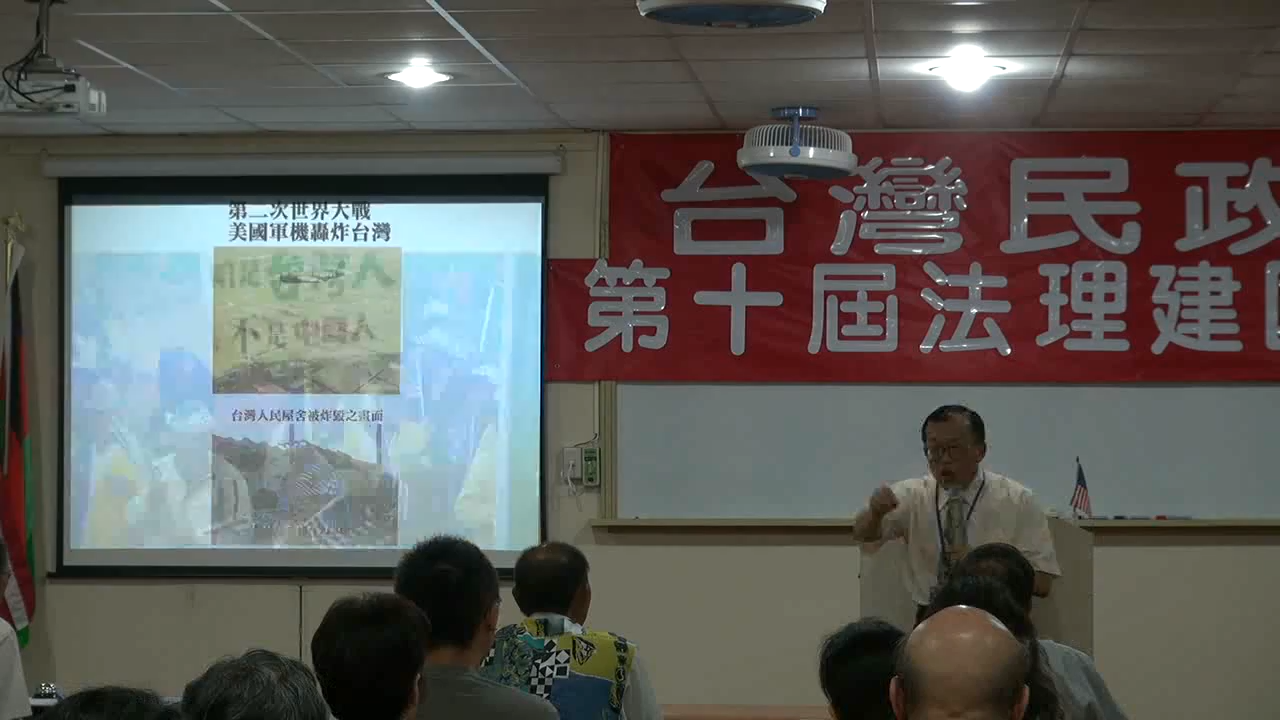 第二次世界大戰
美國軍機轟炸台灣
台灣人
不是中國人
台灣人民屋舍被炸毀之畫面
台灣民政
第十屆法理建國